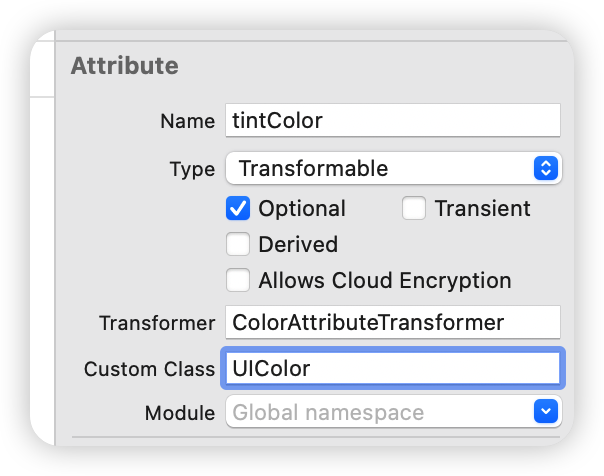 Attribute
Name tintColor
Type Transformable
Optional Transient
Derived
Allows Cloud Encryption
Transformer ColorAttributeTransformer
Custom Class UIColor
Module Global namespace